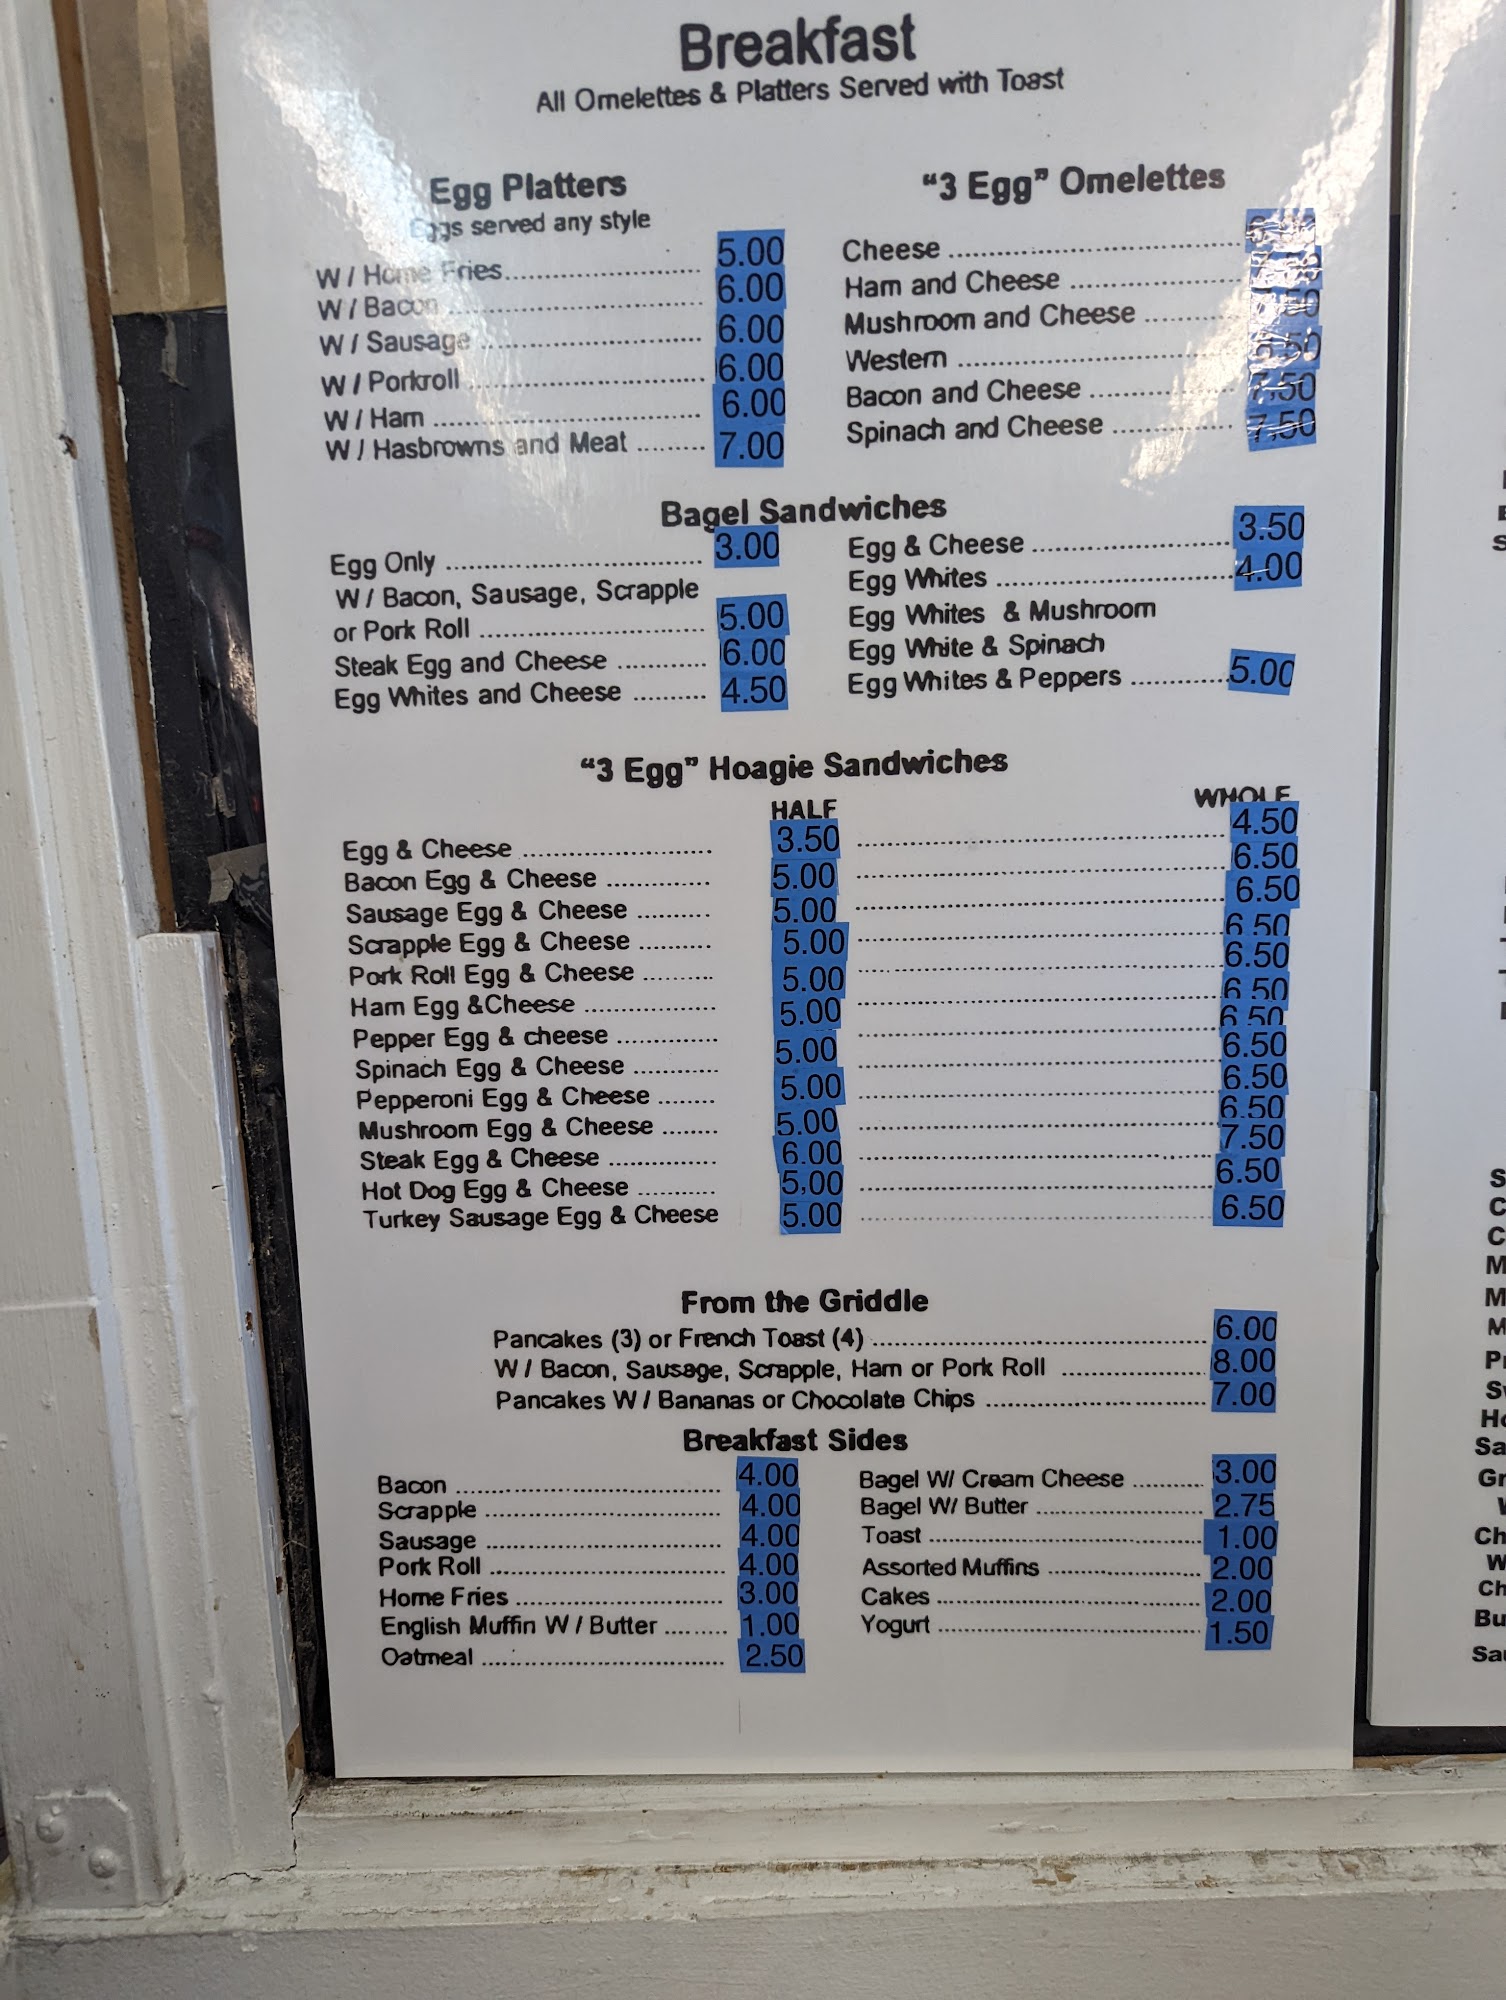 Breakfast
All Omelettes & Platters Served with Toast
Egg Platters
Eggs served any style
W / Home Fries 5.00
W / Bacon 6.00
W / Sausage 6.00
W / Porkroll 6.00
W / Ham 6.00
W / Hasbrowns and Meat 7.00
"3 Egg" Omelettes
Cheese
Ham and Cheese
Mushroom and Cheese
Western
Bacon and Cheese 7.50
Spinach and Cheese 7.50
Bagel Sandwiches
Egg Only 3.00
W / Bacon, Sausage, Scrapple
or Pork Roll 5.00
Steak Egg and Cheese 6.00
Egg Whites and Cheese 4.50
Egg & Cheese 3.50
Egg Whites 4.00
Egg Whites & Mushroom
Egg White & Spinach
Egg Whites & Peppers 5.00
"3 Egg" Hoagie Sandwiches
HALF WHOLE
Egg & Cheese 3.50 4.50
Bacon Egg & Cheese 5.00 6.50
Sausage Egg & Cheese 5.00 6.50
Scrapple Egg & Cheese 5.00 6.50
Pork Roll Egg & Cheese 5.00 6.50
Ham Egg &Cheese 5.00 6.50
Pepper Egg & cheese 5.00 6.50
Spinach Egg & Cheese 5.00 6.50
Pepperoni Egg & Cheese 5.00 6.50
Mushroom Egg & Cheese 6.50
Steak Egg & Cheese 6.00 7.50
Hot Dog Egg & Cheese 5,00 6.50
Turkey Sausage Egg & Cheese 5.00 6.50
From the Griddle
Pancakes (3) or French Toast (4) 6.00
W / Bacon, Sausage, Scrapple, Ham or Pork Roll 8.00
Pancakes W / Bananas or Chocolate Chips 7.00
Breakfast Sides
Bacon 4.00
Scrapple 4.00
Sausage 4.00
Pork Roll 4.00
Home Fries 3.00
English Muffin W / Butter 1.00
Oatmeal 2.50
Bagel W/ Cream Cheese 3.00
Bagel W/ Butter 2.75
Toast 1.00
Assorted Muffins 2.00
Cakes 2.00
Yogurt 1.50